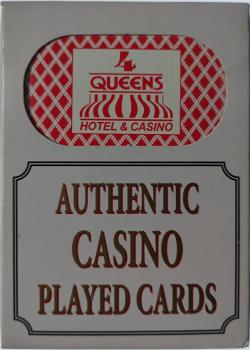 4
QUEENS
HOTEL & CASINO
AUTHENTIC
CASINO
PLAYED CARDS